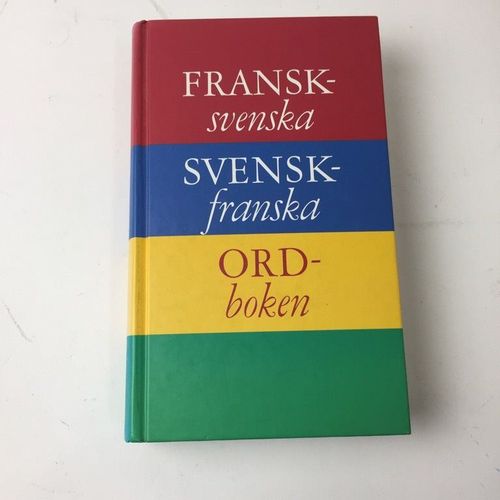 FRANSK-
svenska
SVENSK-
franska
ORD-
boken